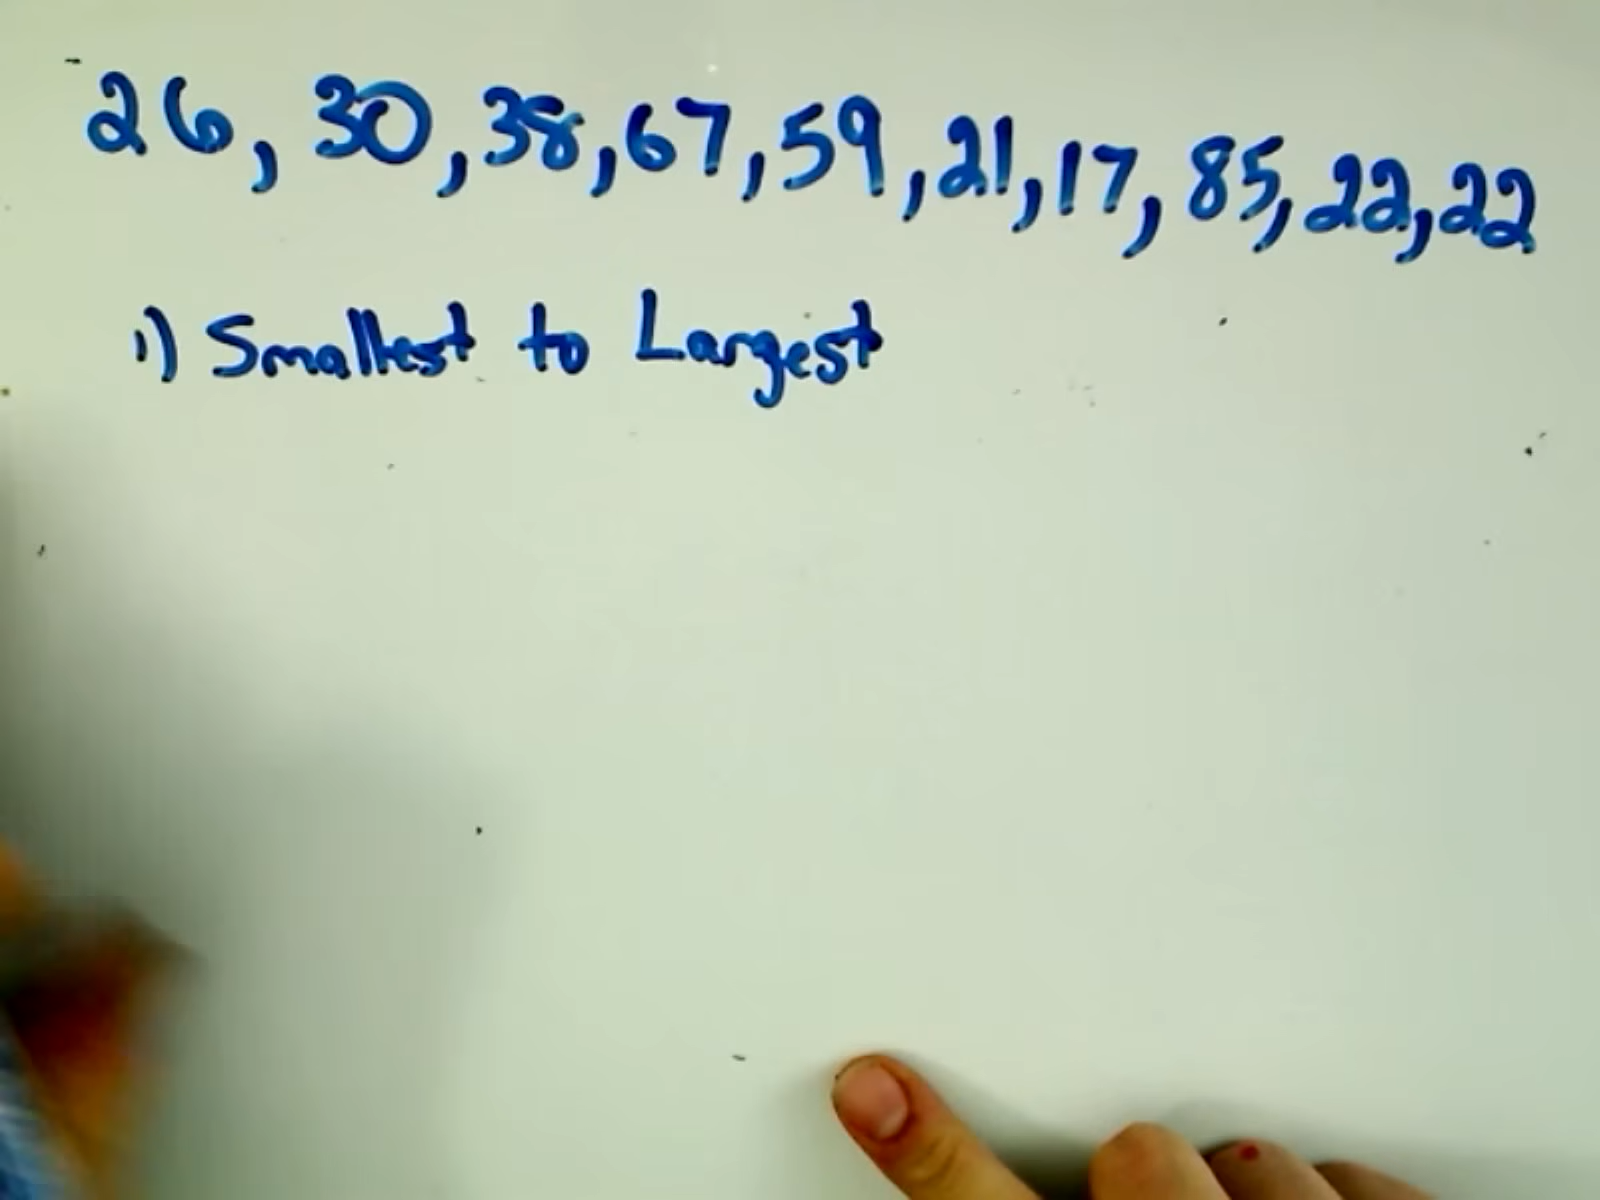 26, 30, 38, 67, 59, 21, 17, 85, 22, 22
1) Smallest to Largest